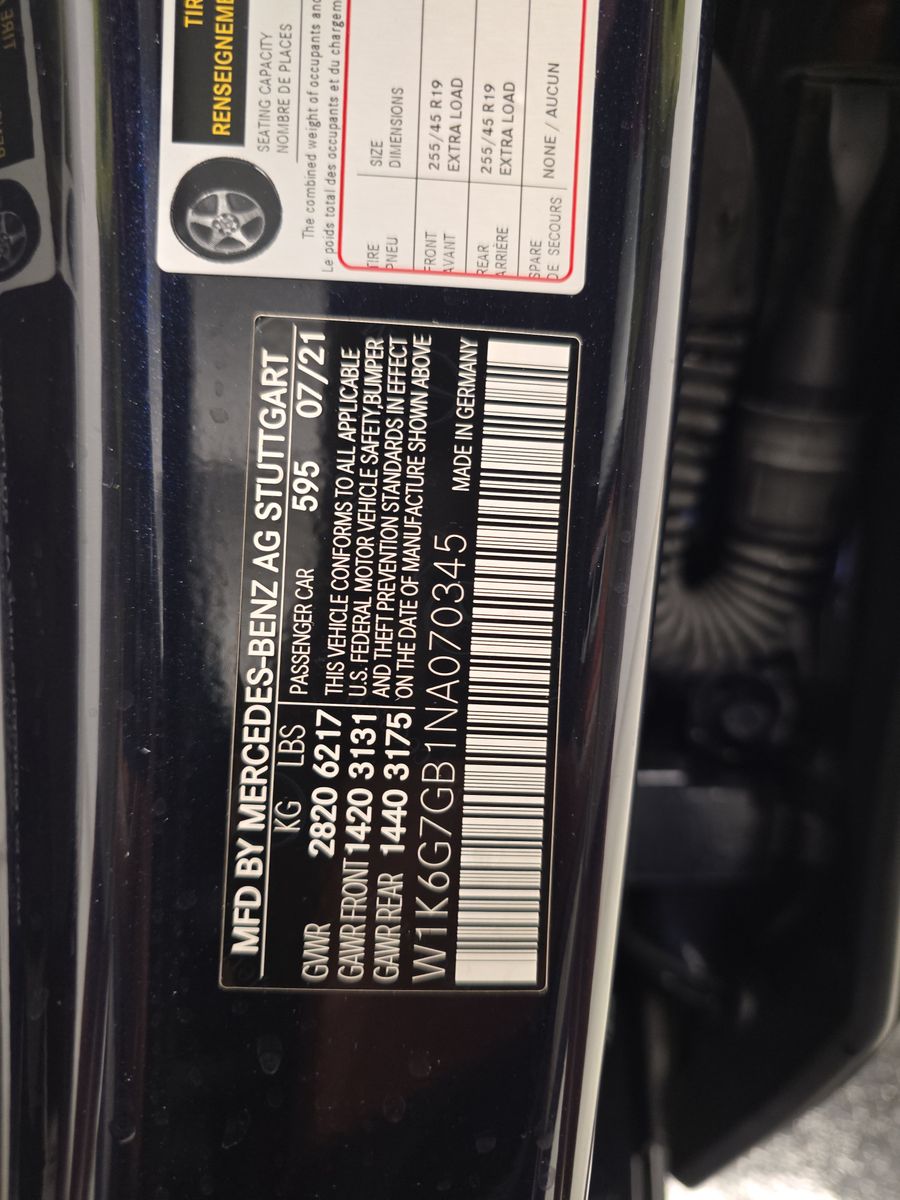 MFD BY MERCEDES-BENZ AG STUTTGART
KG LBS
GVWR 2820 6217
GAWR FRONT 1420 3131
GAWR REAR 1440 3175
PASSENGER CAR 595 07/21
THIS VEHICLE CONFORMS TO ALL APPLICABLE
U.S. FEDERAL MOTOR VEHICLE SAFETY,BUMPER
AND THEFT PREVENTION STANDARDS IN EFFECT
ON THE DATE OF MANUFACTURE SHOWN ABOVE
W1K6G7GB1NA070345 MADE IN GERMANY
TIR
RENSEIGNEME
SEATING CAPACITY
NOMBRE DE PLACES
The combined weight of occupants and
Le poids total des occupants et du chargem
TIRE SIZE
PNEU DIMENSIONS
FRONT 255/45 R19
AVANT EXTRA LOAD
REAR 255/45 R19
ARRIÈRE EXTRA LOAD
SPARE
DE SECOURS NONE / AUCUN